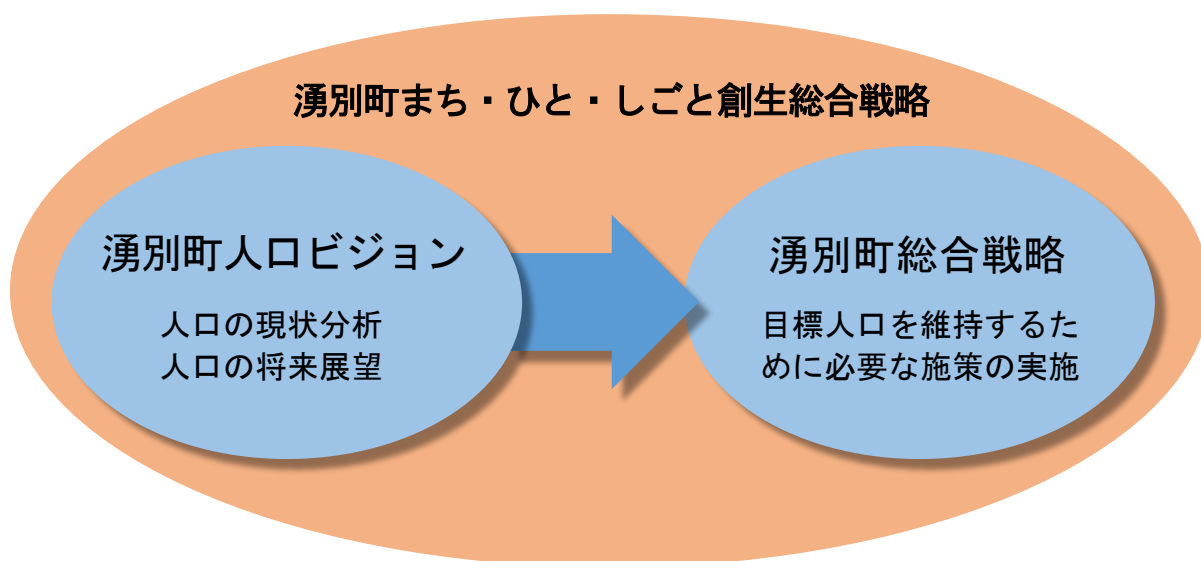 湧別町まち・ひと・しごと創生総合戦略
湧別町人口ビジョン
人口の現状分析
人口の将来展望
湧別町総合戦略
目標人口を維持するた
めに必要な施策の実施